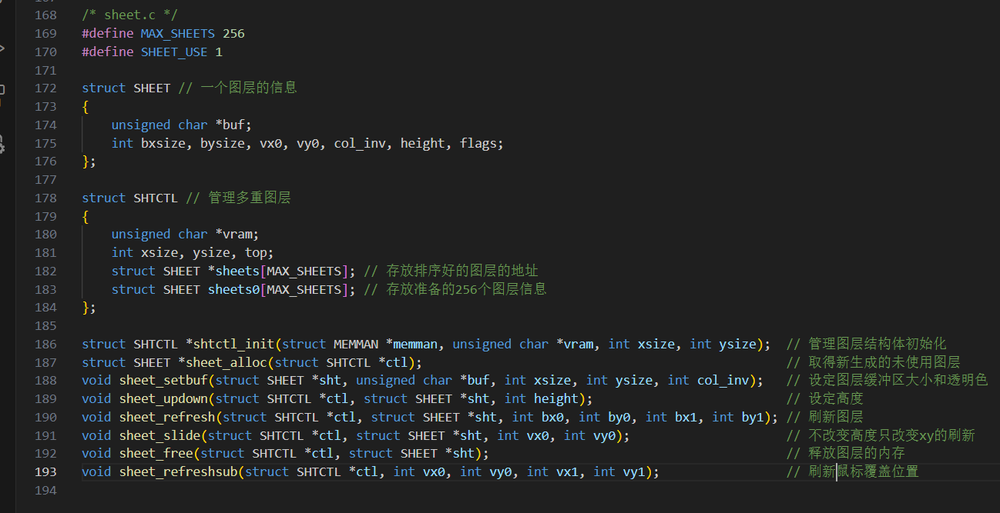 168 /* sheet.c */
169 #define MAX_SHEETS 256
170 #define SHEET_USE 1
171
172 struct SHEET // 一个图层的信息
173 {
174     unsigned char *buf;
175     int bxsize, bysize, vx0, vy0, col_inv, height, flags;
176 };
177
178 struct SHTCTL // 管理多重图层
179 {
180     unsigned char *vram;
181     int xsize, ysize, top;
182     struct SHEET *sheets[MAX_SHEETS]; // 存放排序好的图层的地址
183     struct SHEET sheets0[MAX_SHEETS]; // 存放准备的256个图层信息
184 };
185
186 struct SHTCTL *shtctl_init(struct MEMMAN *memman, unsigned char *vram, int xsize, int ysize);  // 管理图层结构体初始化
187 struct SHEET *sheet_alloc(struct SHTCTL *ctl);                                                 // 取得新生成的未使用图层
188 void sheet_setbuf(struct SHEET *sht, unsigned char *buf, int xsize, int ysize, int col_inv);   // 设定图层缓冲区大小和透明色
189 void sheet_updown(struct SHTCTL *ctl, struct SHEET *sht, int height);                          // 设定高度
190 void sheet_refresh(struct SHTCTL *ctl, struct SHEET *sht, int bx0, int by0, int bx1, int by1); // 刷新图层
191 void sheet_slide(struct SHTCTL *ctl, struct SHEET *sht, int vx0, int vy0);                     // 不改变高度只改变xy的刷新
192 void sheet_free(struct SHTCTL *ctl, struct SHEET *sht);                                        // 释放图层的内存
193 void sheet_refreshsub(struct SHTCTL *ctl, int vx0, int vy0, int vx1, int vy1);                 // 刷新鼠标覆盖位置
194